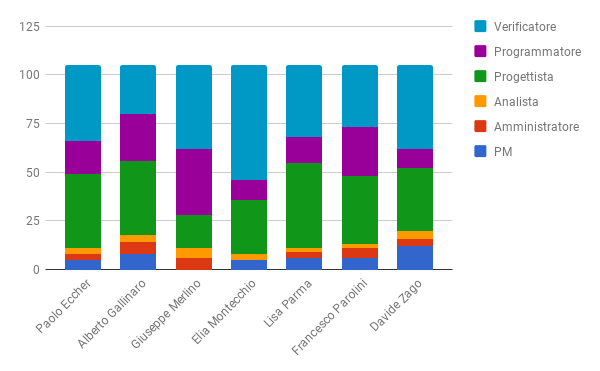 125
100
75
50
25
0
Paolo Eccher
Alberto Gallinaro
Giuseppe Merlino
Elia Montecchio
Lisa Parma
Francesco Parolini
Davide Zago
Verificatore
Programmatore
Progettista
Analista
Amministratore
PM